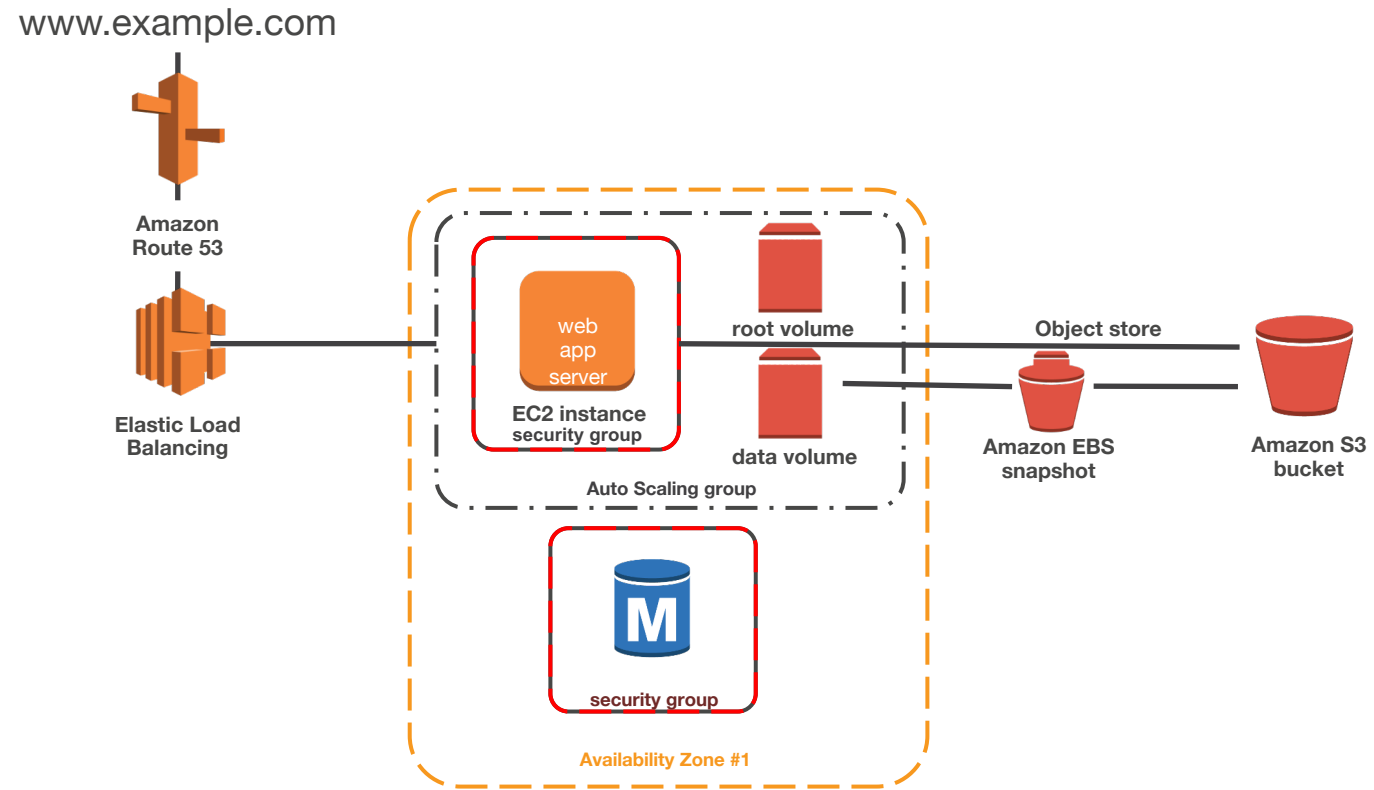 www.example.com
Amazon
Route 53
Elastic Load
Balancing
web
app
server
EC2 instance
security group
root volume
data volume
Auto Scaling group
Object store
Amazon EBS
snapshot
Amazon S3
bucket
M
security group
Availability Zone #1